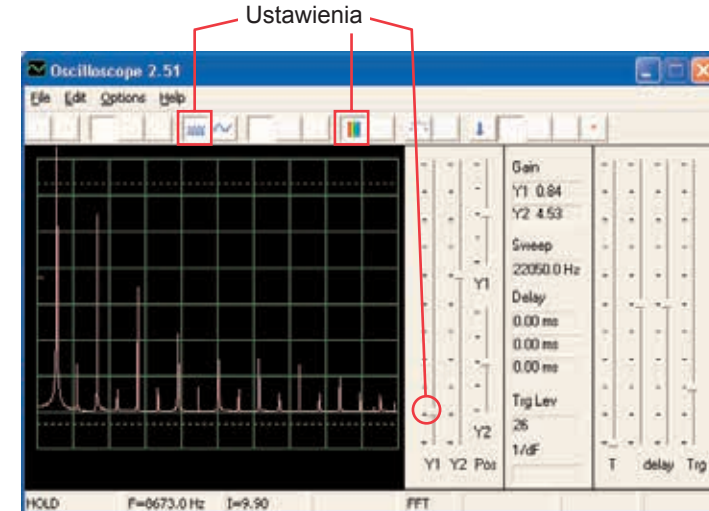 Ustawienia
Oscilloscope 2.51
File Edit Options Help
Gain
Y1 0.84
Y2 4.53
Sweep
22050.0 Hz
Delay
0.00 ms
0.00 ms
0.00 ms
Trg Lev
26
1/dF
Y1
Y2
Y1 Y2 Pos
T delay Trg
HOLD F=8673.0 Hz I=9.90 FFT